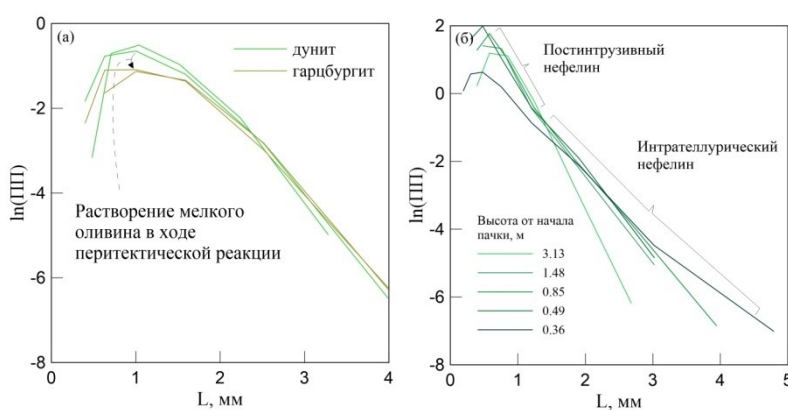 (а)
дунит
гарцбургит
Растворение мелкого
оливина в ходе
перитектической реакции
ln(ПП)
0
-2
-4
-6
-8
0
1
2
3
4
L, мм
(б)
Постинтрузивный
нефелин
Интрателлурический
нефелин
Высота от начала
пачки, м
3.13
1.48
0.85
0.49
0.36
ln(ПП)
2
0
-2
-4
-6
-8
0
1
2
3
4
5
L, мм